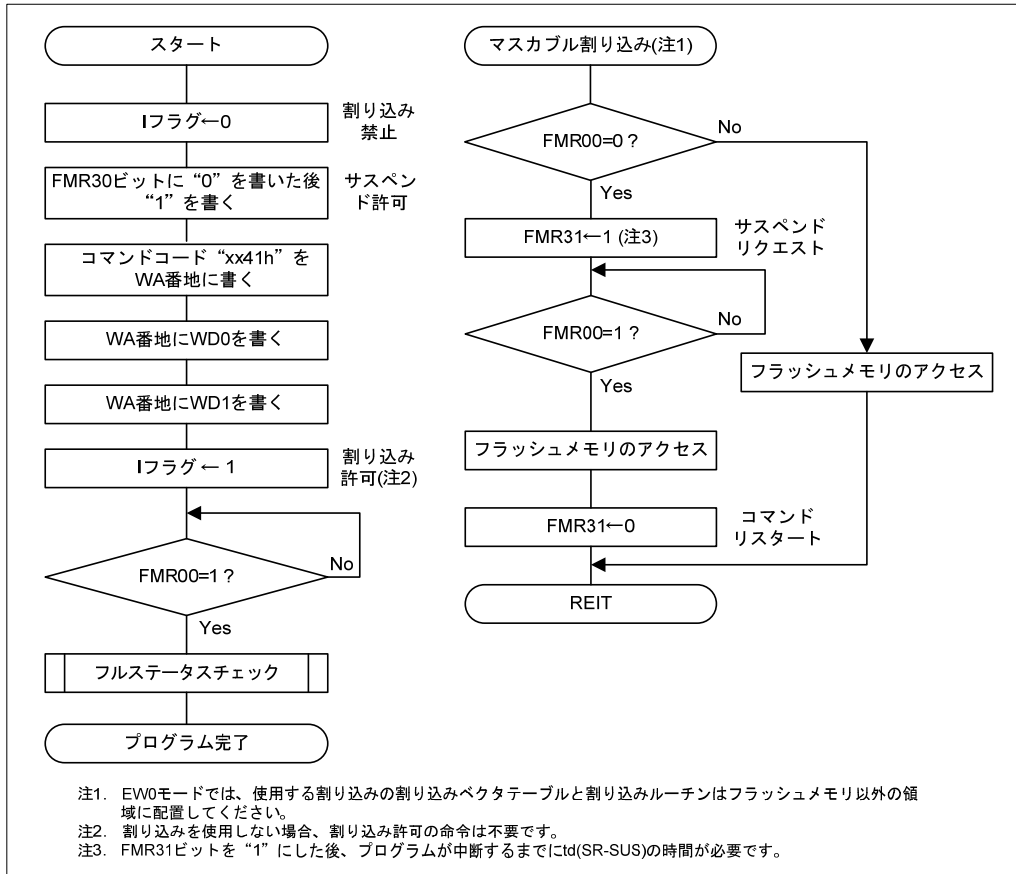 スタート
Iフラグ←0
割り込み
禁止
FMR30ビットに“0”を書いた後
“1”を書く
サスペン
ド許可
コマンドコード“xx41h”を
WA番地に書く
WA番地にWD0を書く
WA番地にWD1を書く
Iフラグ ← 1
割り込み
許可(注2)
FMR00=1 ?
No
Yes
フルステータスチェック
プログラム完了
マスカブル割り込み(注1)
FMR00=0 ?
No
Yes
FMR31←1 (注3)
サスペンド
リクエスト
FMR00=1 ?
No
Yes
フラッシュメモリのアクセス
フラッシュメモリのアクセス
FMR31←0
コマンド
リスタート
REIT
注1. EW0モードでは、使用する割り込みの割り込みベクタテーブルと割り込みルーチンはフラッシュメモリ以外の領
域に配置してください。
注2. 割り込みを使用しない場合、割り込み許可の命令は不要です。
注3. FMR31ビットを“1”にした後、プログラムが中断するまでにtd(SR-SUS)の時間が必要です。